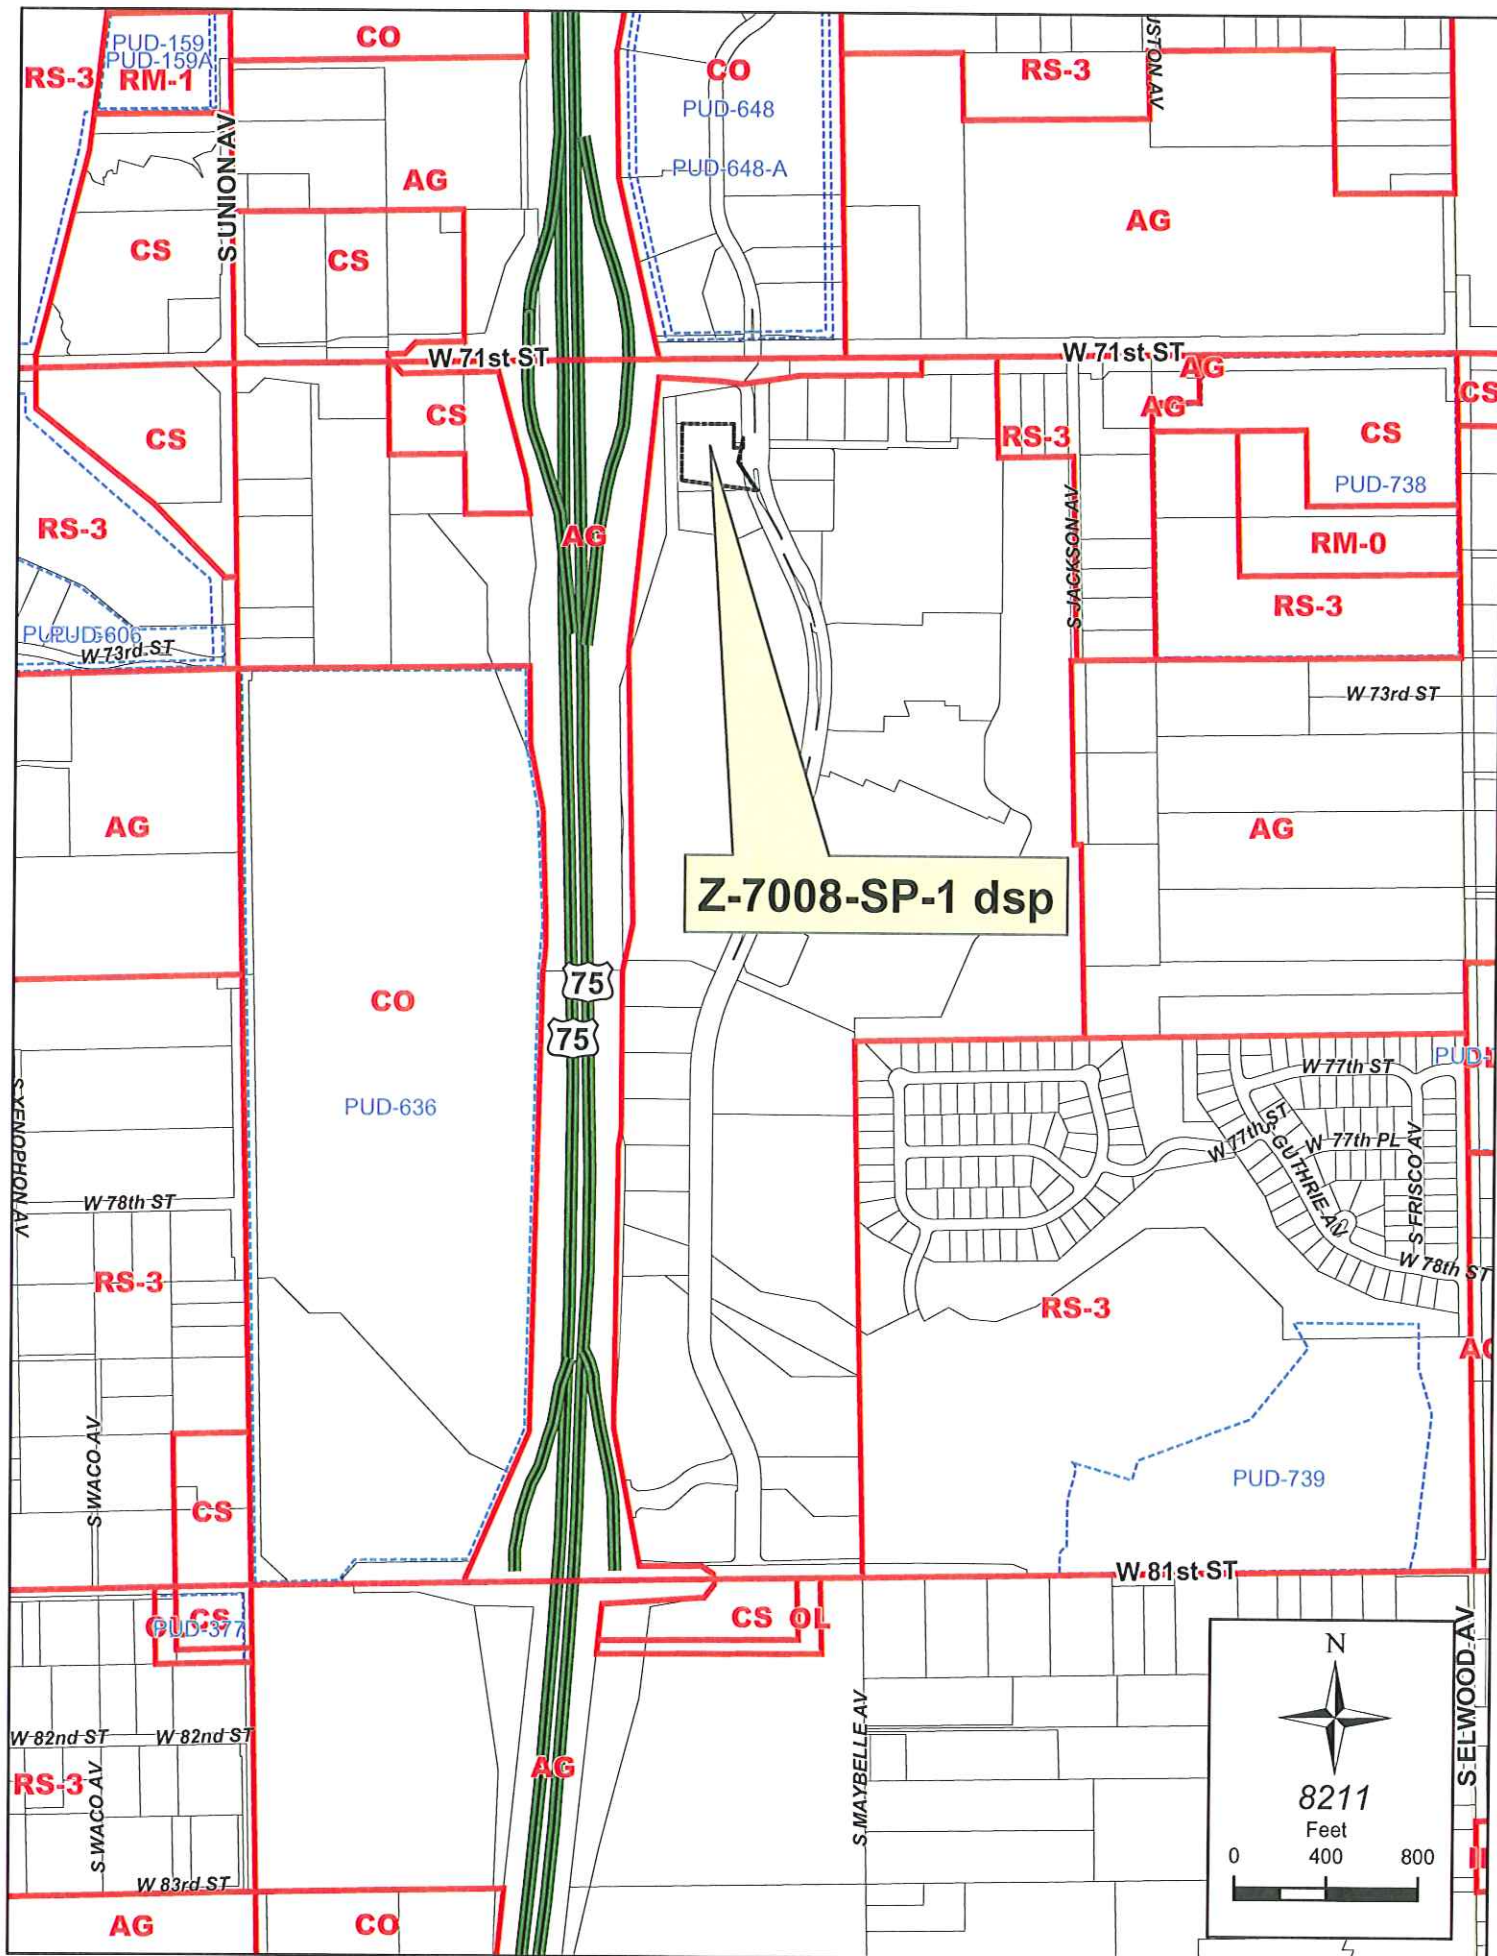 PUD-159
PUD-159A
RS-3
RM-1
CO
CO
PUD-648
PUD-648-A
RS-3
USTON AV
S UNION AV
AG
AG
CS
CS
W 71st ST
W 71st ST
AG
AG
CS
CS
CS
RS-3
CS
PUD-738
RS-3
AG
S JACKSON AV
RM-0
RS-3
PUD-606
W 73rd ST
W 73rd ST
AG
AG
Z-7008-SP-1 dsp
CO
75
75
PUD-636
S XENOPHON AV
W 77th ST
W 77th ST
W 77th PL
S GUTHRIE AV
S FRISCO AV
W 78th ST
W 78th ST
RS-3
RS-3
S WACO AV
CS
PUD-739
W 81st ST
CS
PUD-377
CS
OL
W 82nd ST
W 82nd ST
RS-3
S WACO AV
AG
S MAYBELLE AV
S ELWOOD AV
N
8211
Feet
0 400 800
W 83rd ST
AG
CO